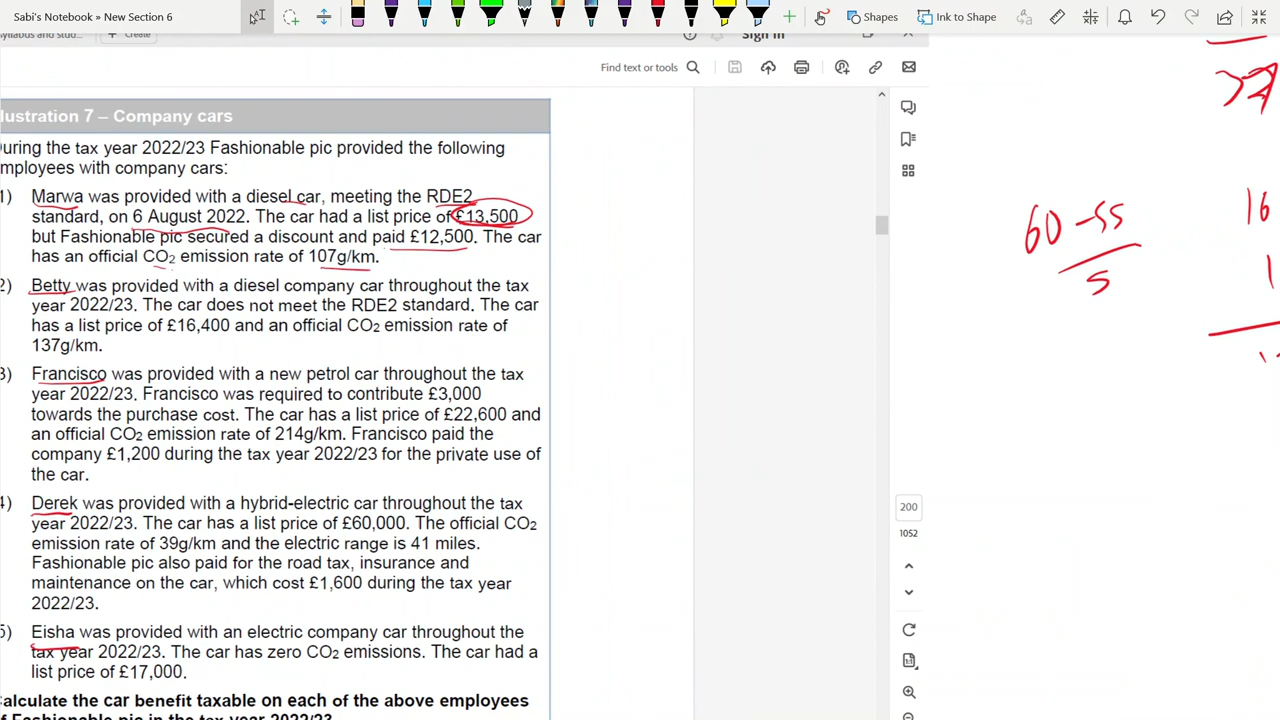 Sabi's Notebook » New Section 6
Shapes
Ink to Shape
Syllabus and stud...
+ Create
Sign in
Find text or tools
llustration 7 – Company cars
uring the tax year 2022/23 Fashionable plc provided the following
mployees with company cars:
1) Marwa was provided with a diesel car, meeting the RDE2
standard, on 6 August 2022. The car had a list price of £13,500
but Fashionable plc secured a discount and paid £12,500. The car
has an official CO2 emission rate of 107g/km.
2) Betty was provided with a diesel company car throughout the tax
year 2022/23. The car does not meet the RDE2 standard. The car
has a list price of £16,400 and an official CO2 emission rate of
137g/km.
3) Francisco was provided with a new petrol car throughout the tax
year 2022/23. Francisco was required to contribute £3,000
towards the purchase cost. The car has a list price of £22,600 and
an official CO2 emission rate of 214g/km. Francisco paid the
company £1,200 during the tax year 2022/23 for the private use of
the car.
4) Derek was provided with a hybrid-electric car throughout the tax
year 2022/23. The car has a list price of £60,000. The official CO2
emission rate of 39g/km and the electric range is 41 miles.
Fashionable plc also paid for the road tax, insurance and
maintenance on the car, which cost £1,600 during the tax year
2022/23.
5) Eisha was provided with an electric company car throughout the
tax year 2022/23. The car has zero CO2 emissions. The car had a
list price of £17,000.
alculate the car benefit taxable on each of the above employees
f Fashionable plc in the tax year 2022/23.
60 - 55
5
16
1
200
1052